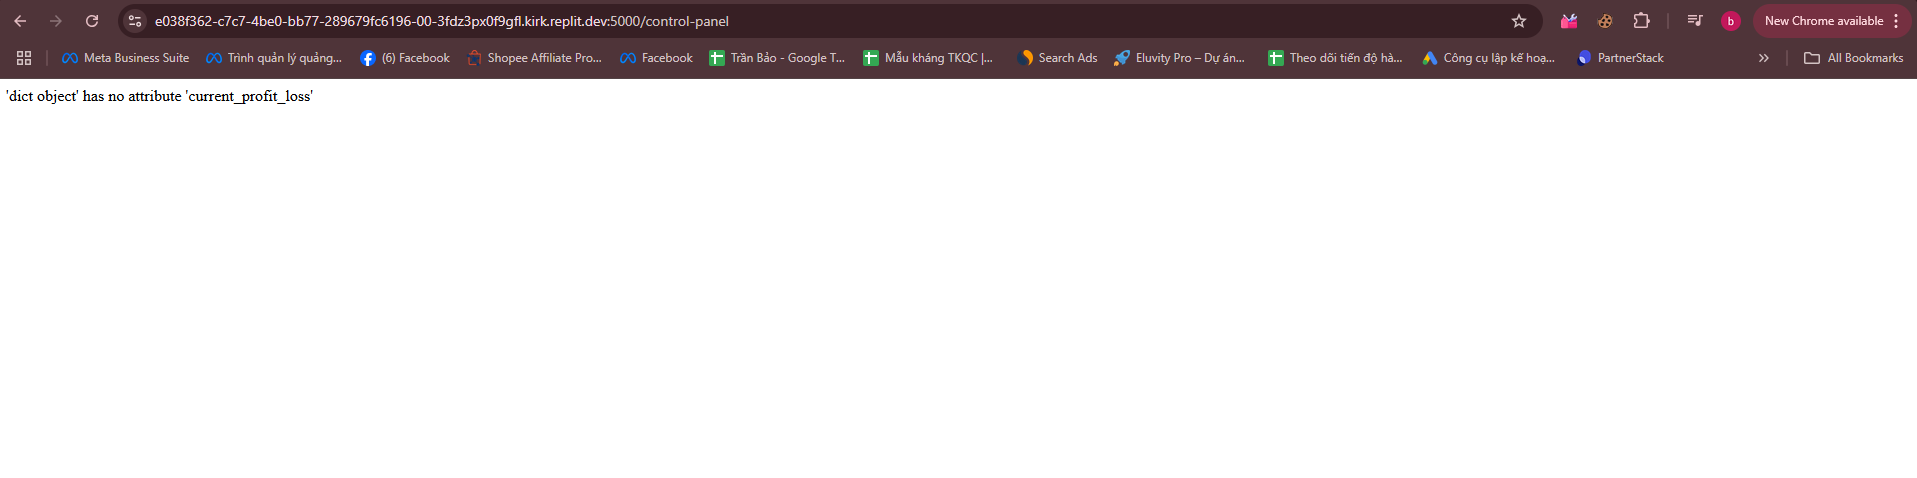 e038f362-c7c7-4be0-bb77-289679fc6196-00-3fdz3px0f9gfl.kirk.replit.dev:5000/control-panel b New Chrome available
Meta Business Suite Trình quản lý quảng... (6) Facebook Shopee Affiliate Pro... Facebook Trần Bảo - Google T... Mẫu kháng TKQC |... Search Ads Eluvity Pro – Dự án... Theo dõi tiến độ hà... Công cụ lập kế hoạ... PartnerStack » All Bookmarks
'dict object' has no attribute 'current_profit_loss'